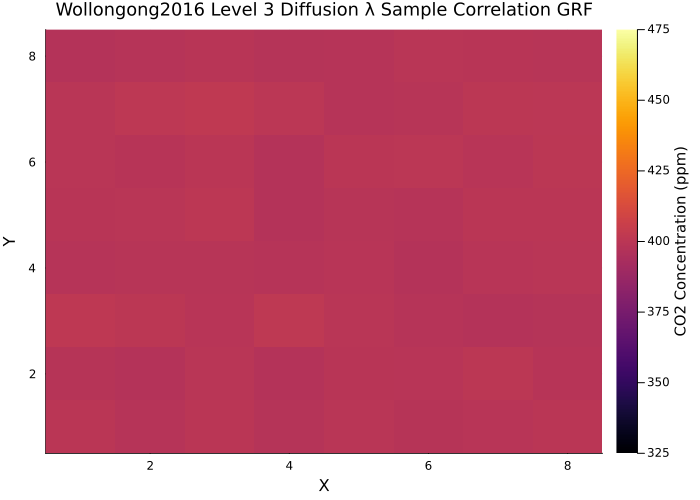 Wollongong2016 Level 3 Diffusion λ Sample Correlation GRF
8
6
4
2
Y
2 4 6 8
X
475
450
425
400
375
350
325
CO2 Concentration (ppm)